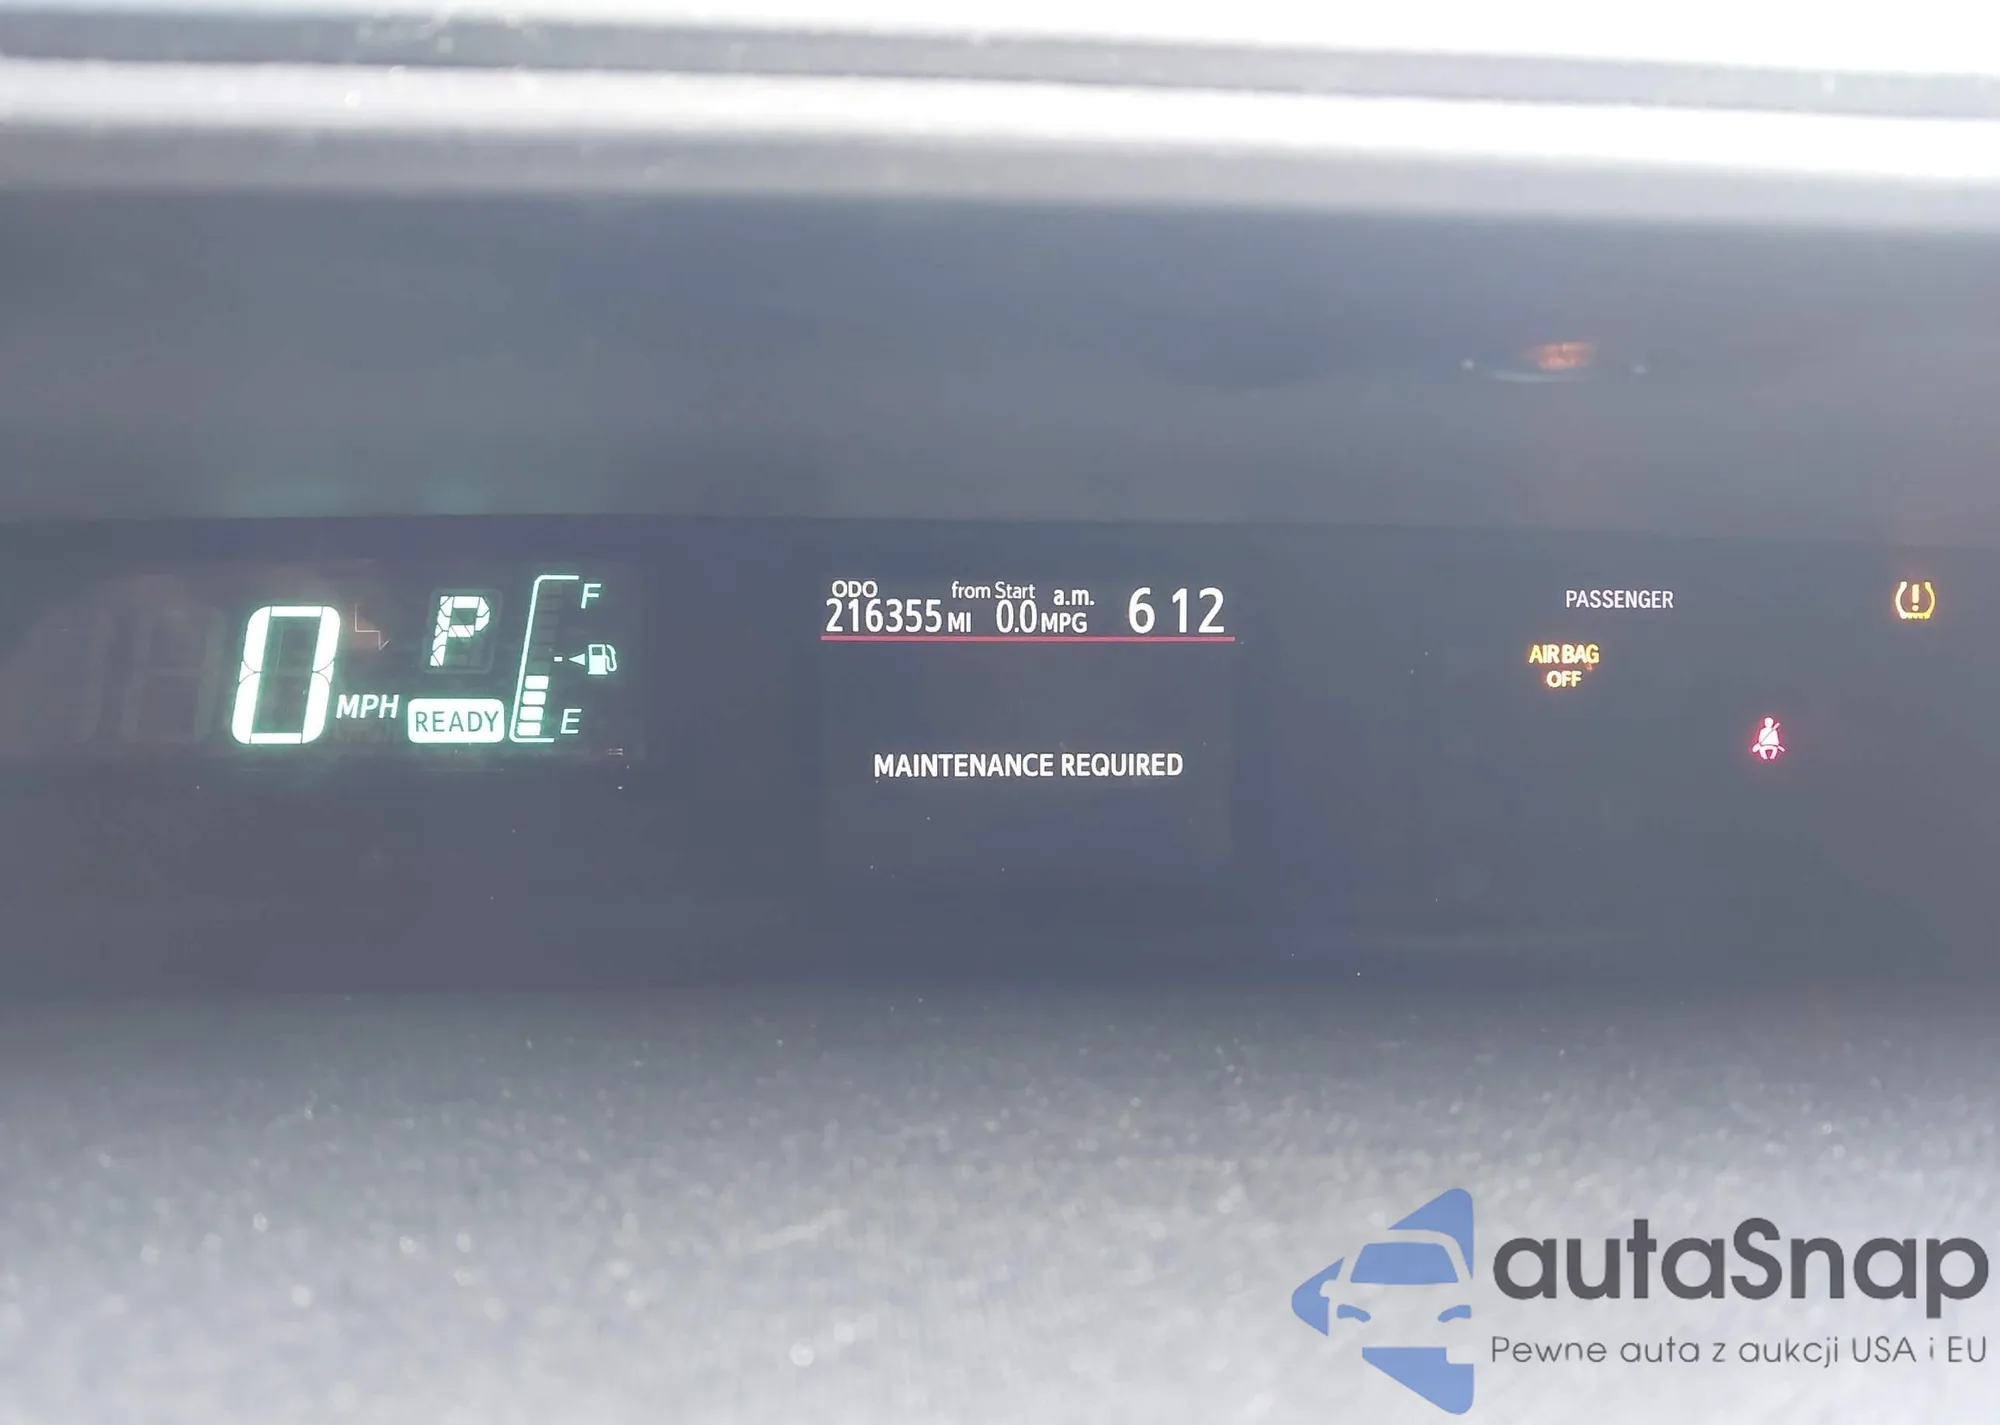 0 MPH
P
READY
F
E
ODO from Start a.m. 6 12
216355 MI 0.0 MPG
MAINTENANCE REQUIRED
PASSENGER
AIR BAG
OFF
autaSnap
Pewne auta z aukcji USA i EU